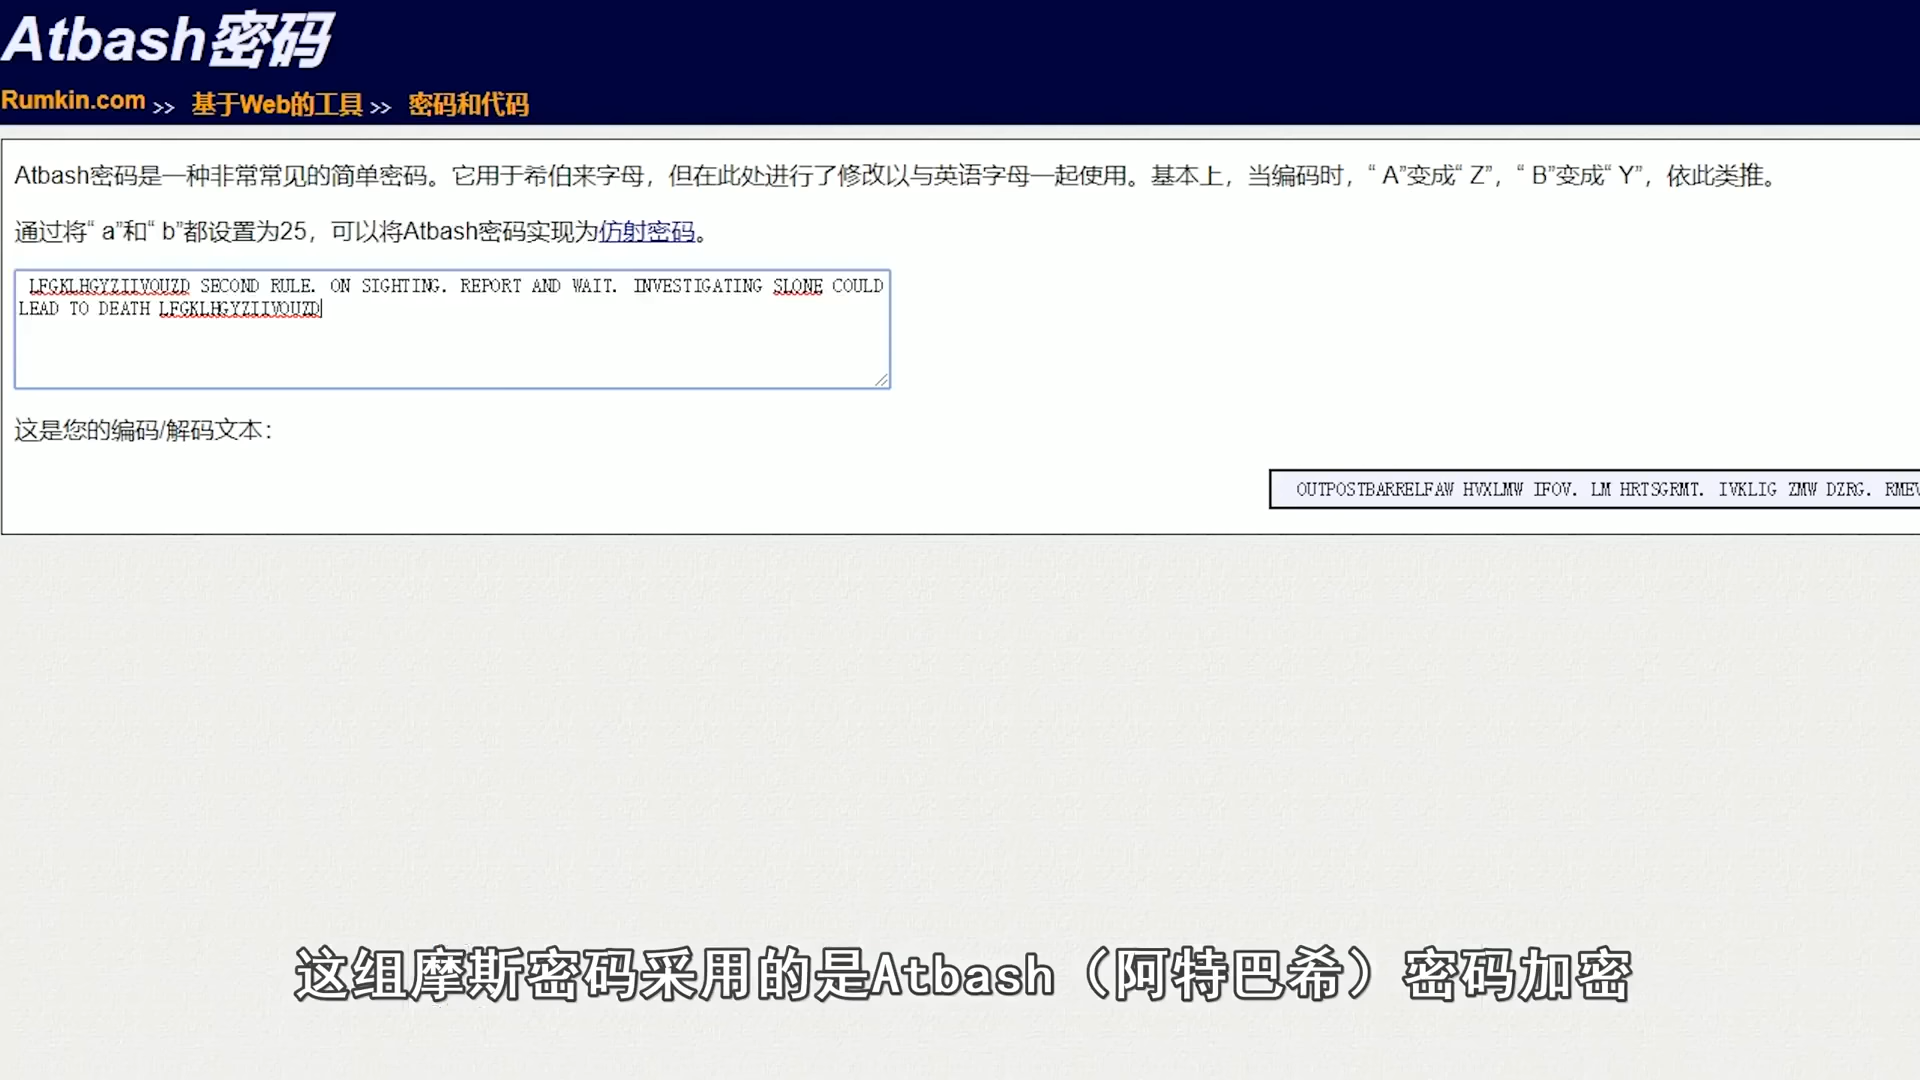 Atbash密码
Rumkin.com >> 基于Web的工具 >> 密码和代码
Atbash密码是一种非常常见的简单密码。它用于希伯来字母，但在此处进行了修改以与英语字母一起使用。基本上，当编码时，“ A”变成“ Z”，“ B”变成“ Y”，依此类推。
通过将“ a”和“ b”都设置为25，可以将Atbash密码实现为仿射密码。
LFGKLHGYZIIVOUZD SECOND RULE. ON SIGHTING. REPORT AND WAIT. INVESTIGATING SLONE COULD
LEAD TO DEATH LFGKLHGYZIIVOUZD
这是您的编码/解码文本：
OUTPOSTBARRELFAW HVXLMW IFOV. LM HRTSGRMT. IVKLIG ZMW DZRG. RMEV
这组摩斯密码采用的是Atbash（阿特巴希）密码加密